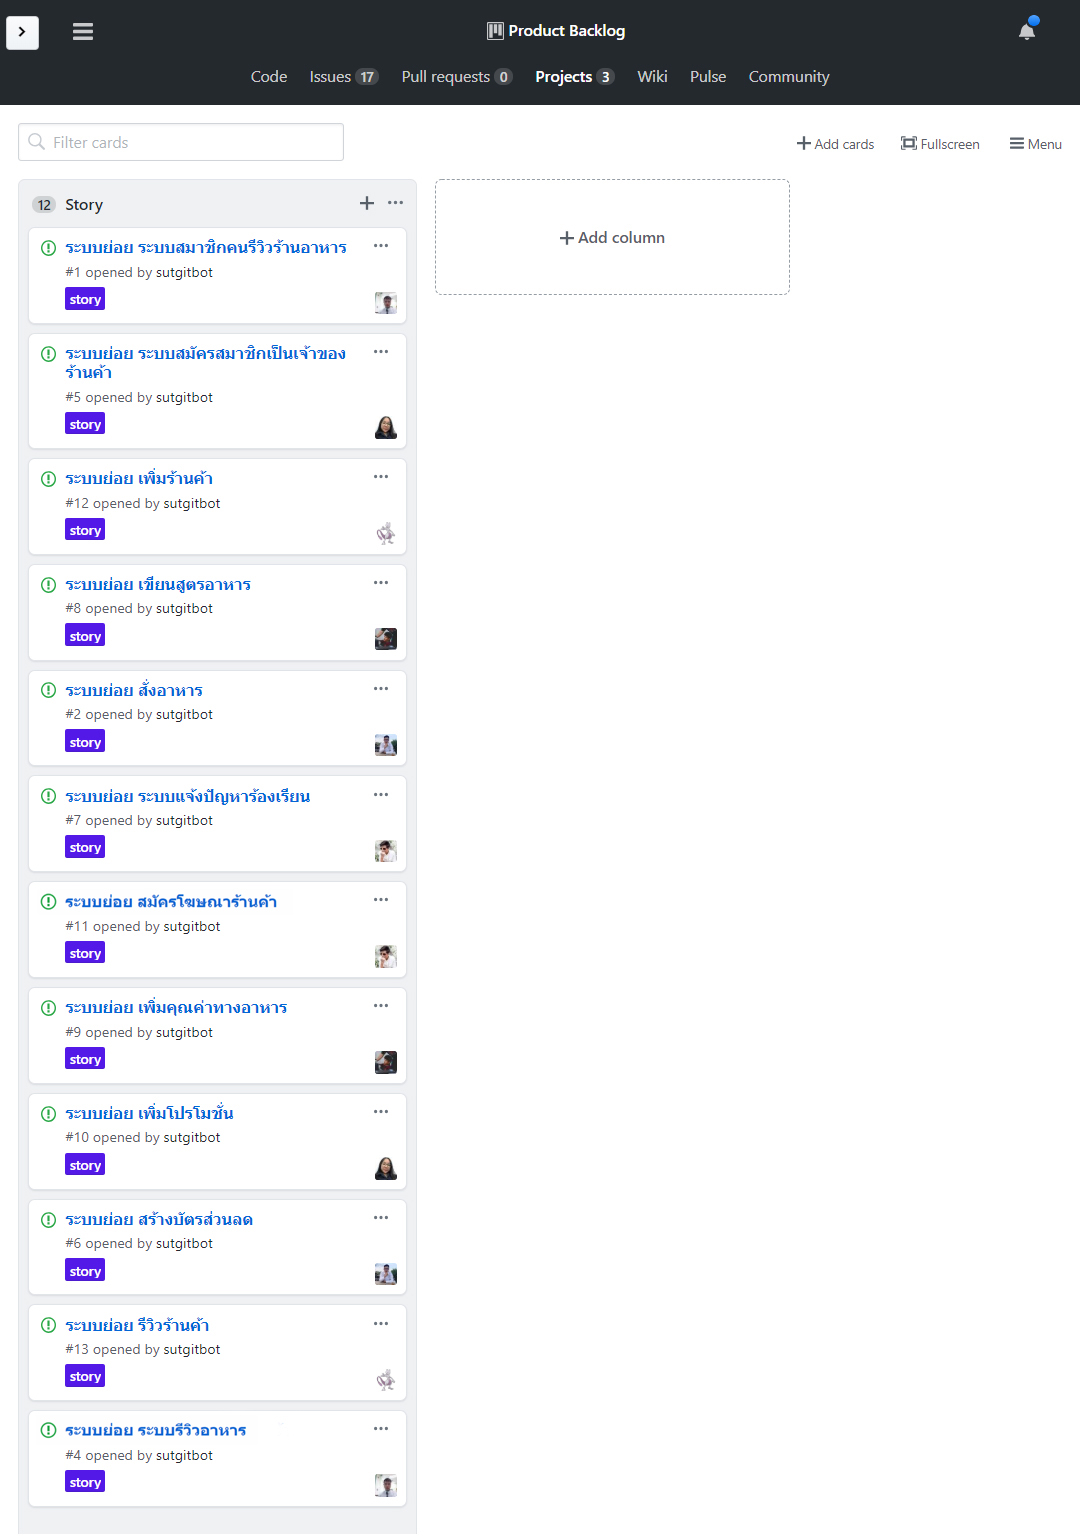 Product Backlog
Code Issues 17 Pull requests 0 Projects 3 Wiki Pulse Community
Filter cards
Add cards Fullscreen Menu
12 Story
Add column
ระบบย่อย ระบบสมาชิกคนรีวิวร้านอาหาร
#1 opened by sutgitbot
story
ระบบย่อย ระบบสมัครสมาชิกเป็นเจ้าของ
ร้านค้า
#5 opened by sutgitbot
story
ระบบย่อย เพิ่มร้านค้า
#12 opened by sutgitbot
story
ระบบย่อย เขียนสูตรอาหาร
#8 opened by sutgitbot
story
ระบบย่อย สั่งอาหาร
#2 opened by sutgitbot
story
ระบบย่อย ระบบแจ้งปัญหาร้องเรียน
#7 opened by sutgitbot
story
ระบบย่อย สมัครโฆษณาร้านค้า
#11 opened by sutgitbot
story
ระบบย่อย เพิ่มคุณค่าทางอาหาร
#9 opened by sutgitbot
story
ระบบย่อย เพิ่มโปรโมชั่น
#10 opened by sutgitbot
story
ระบบย่อย สร้างบัตรส่วนลด
#6 opened by sutgitbot
story
ระบบย่อย รีวิวร้านค้า
#13 opened by sutgitbot
story
ระบบย่อย ระบบรีวิวอาหาร
#4 opened by sutgitbot
story